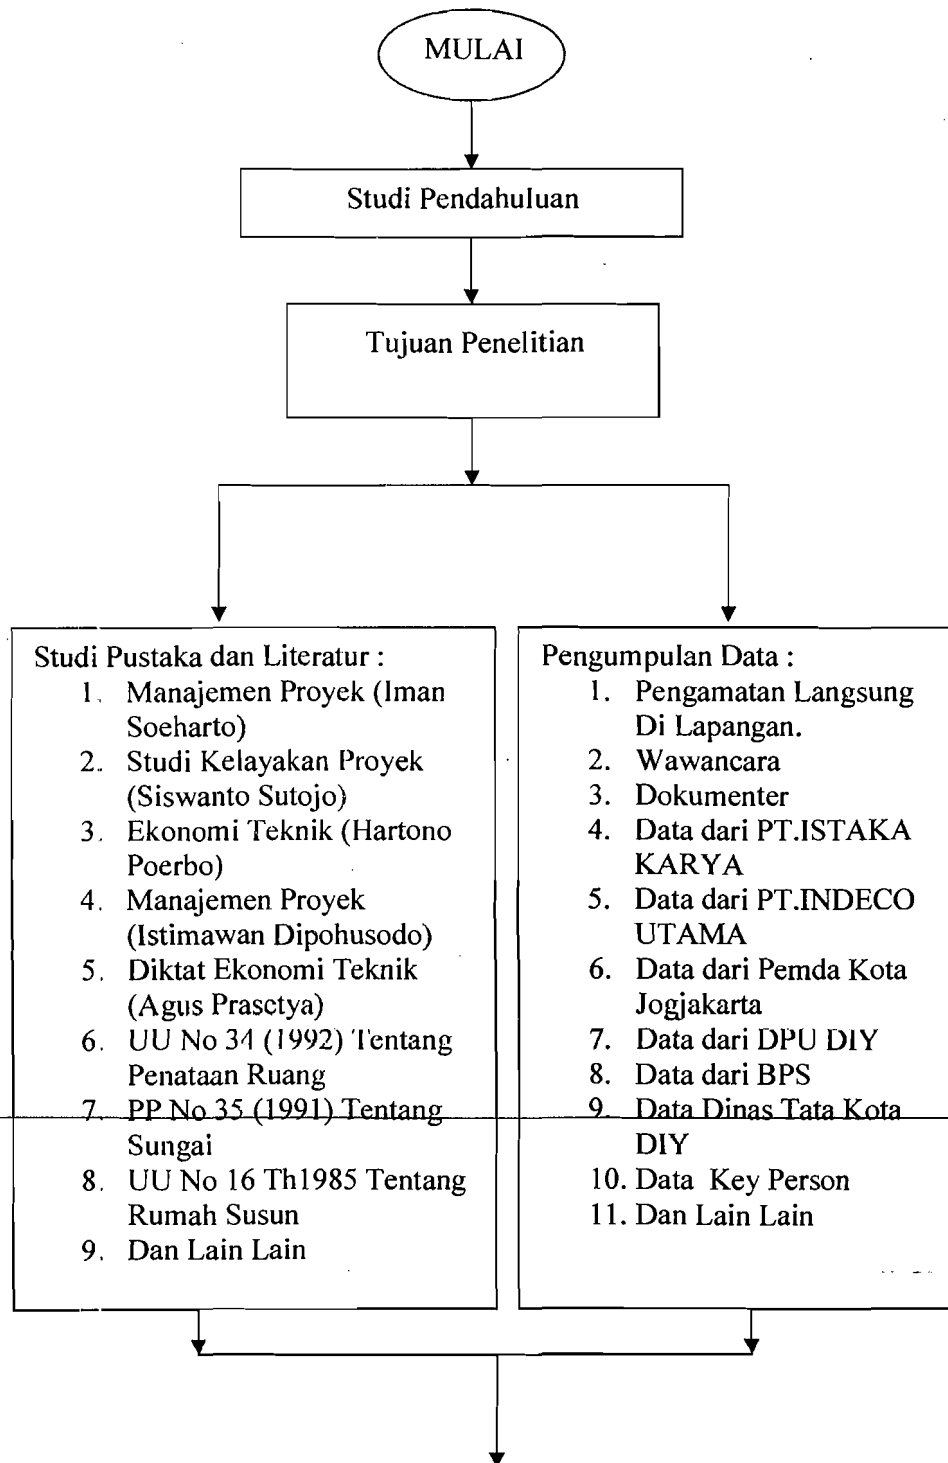 MULAI
Studi Pendahuluan
Tujuan Penelitian
Studi Pustaka dan Literatur :
1. Manajemen Proyek (Iman
Soeharto)
2. Studi Kelayakan Proyek
(Siswanto Sutojo)
3. Ekonomi Teknik (Hartono
Poerbo)
4. Manajemen Proyek
(Istimawan Dipohusodo)
5. Diktat Ekonomi Teknik
(Agus Prasetya)
6. UU No 34 (1992) Tentang
Penataan Ruang
7. PP No 35 (1991) Tentang
Sungai
8. UU No 16 Th1985 Tentang
Rumah Susun
9. Dan Lain Lain
Pengumpulan Data :
1. Pengamatan Langsung
Di Lapangan.
2. Wawancara
3. Dokumenter
4. Data dari PT.ISTAKA
KARYA
5. Data dari PT.INDECO
UTAMA
6. Data dari Pemda Kota
Jogjakarta
7. Data dari DPU DIY
8. Data dari BPS
9. Data Dinas Tata Kota
DIY
10. Data Key Person
11. Dan Lain Lain